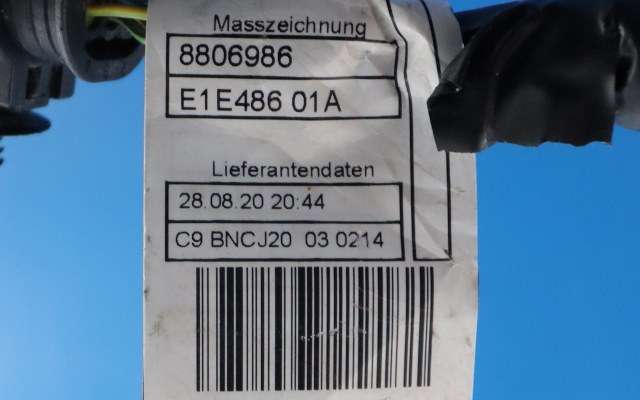 Masszeichnung
8806986
E1E486 01A
Lieferantendaten
28.08.20 20:44
C9 BNCJ20 03 0214